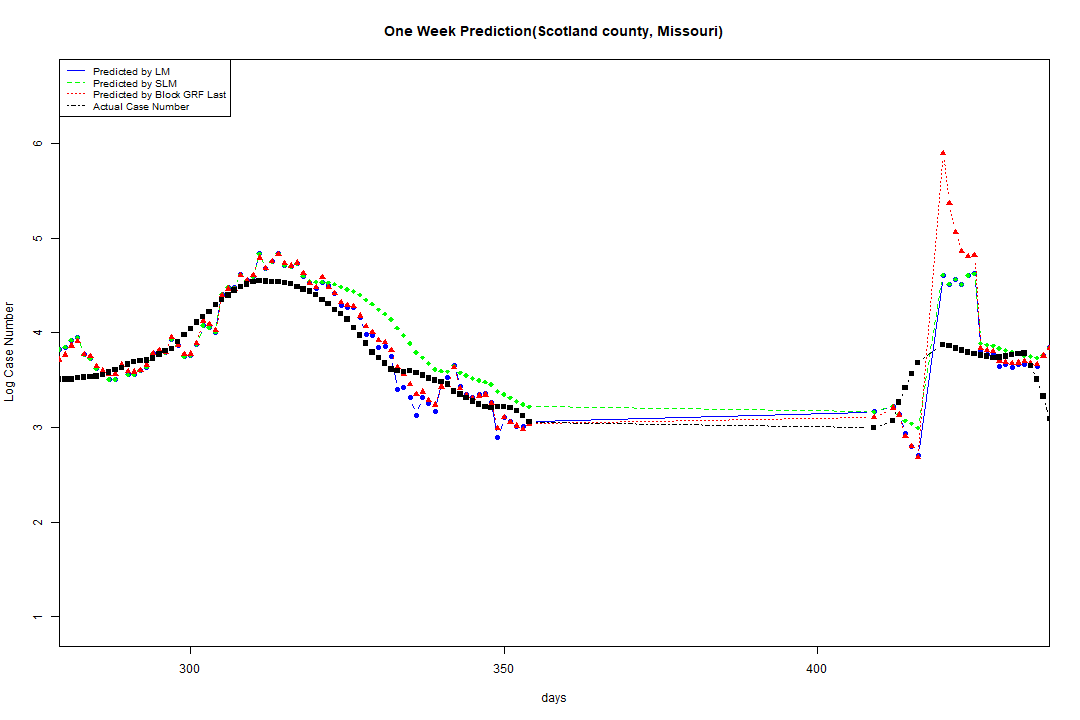 One Week Prediction(Scotland county, Missouri)
Predicted by LM
Predicted by SLM
Predicted by Block GRF Last
Actual Case Number
Log Case Number
6
5
4
3
2
1
300
350
400
days